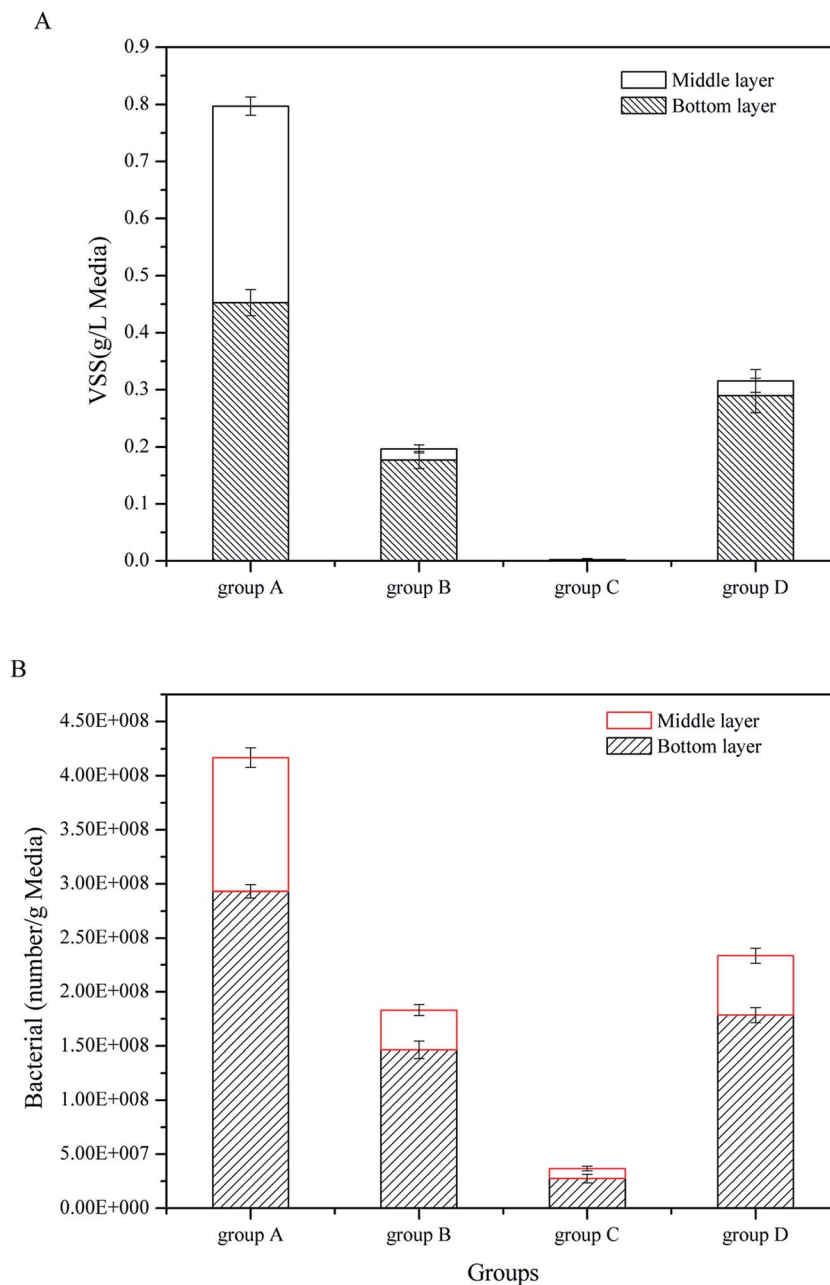 A
0.9
0.8
0.7
0.6
0.5
0.4
0.3
0.2
0.1
0.0
VSS(g/L Media)
Middle layer
Bottom layer
group A group B group C group D
B
4.50E+008
4.00E+008
3.50E+008
3.00E+008
2.50E+008
2.00E+008
1.50E+008
1.00E+008
5.00E+007
0.00E+000
Bacterial (number/g Media)
Middle layer
Bottom layer
group A group B group C group D
Groups